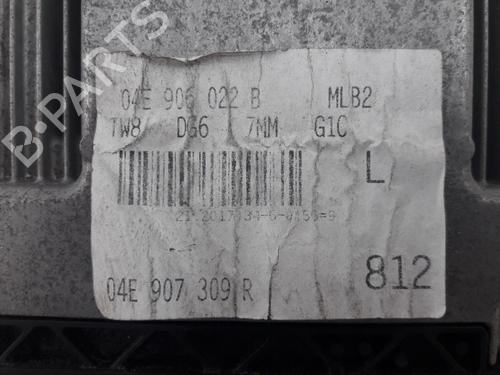 B-PARTS
04E 906 022 B MLB2
TW8 DG6 7MM G1C
L
04E 907 309 R 812